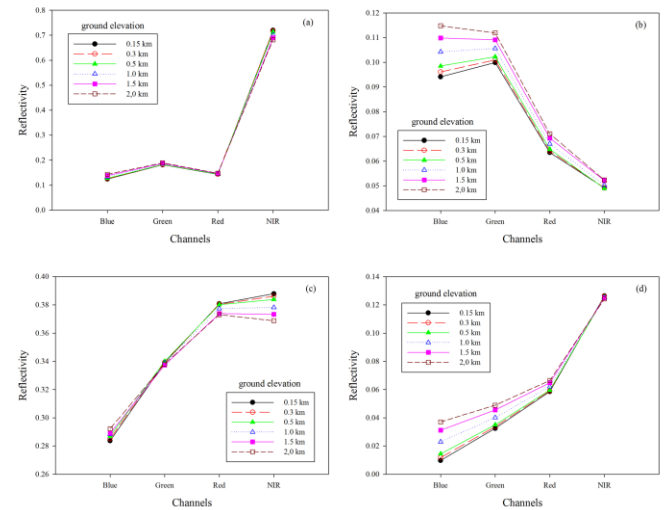 (a)
0.8
0.7
0.6
0.5
0.4
0.3
0.2
0.1
0.0
Reflectivity
ground elevation
0.15 km
0.3 km
0.5 km
1.0 km
1.5 km
2,0 km
Blue Green Red NIR
Channels
(b)
0.12
0.11
0.10
0.09
0.08
0.07
0.06
0.05
0.04
Reflectivity
ground elevation
0.15 km
0.3 km
0.5 km
1.0 km
1.5 km
2,0 km
Blue Green Red NIR
Channels
(c)
0.40
0.38
0.36
0.34
0.32
0.30
0.28
0.26
Reflectivity
ground elevation
0.15 km
0.3 km
0.5 km
1.0 km
1.5 km
2,0 km
Blue Green Red NIR
Channels
(d)
0.14
0.12
0.10
0.08
0.06
0.04
0.02
0.00
Reflectivity
ground elevation
0.15 km
0.3 km
0.5 km
1.0 km
1.5 km
2,0 km
Blue Green Red NIR
Channels